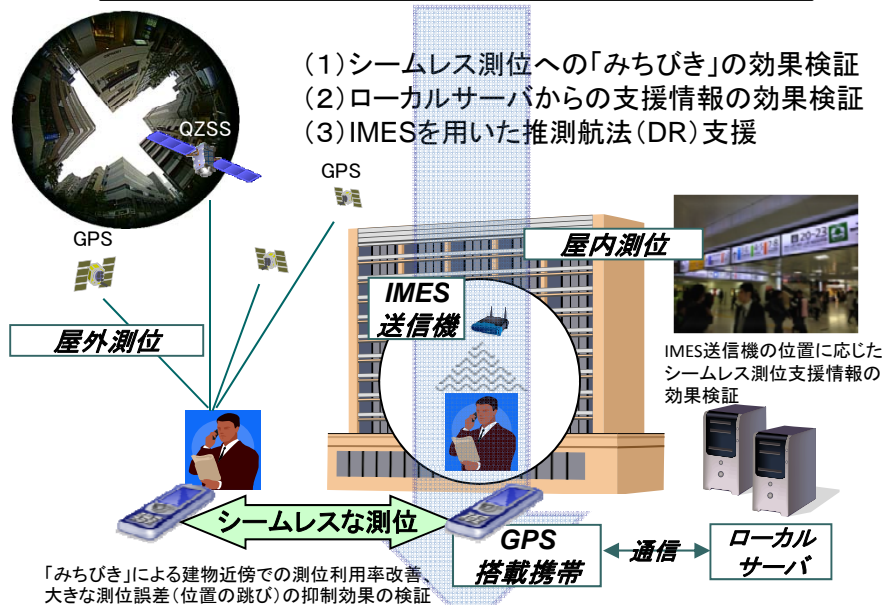 (1)シームレス測位への「みちびき」の効果検証
(2)ローカルサーバからの支援情報の効果検証
(3)IMESを用いた推測航法(DR)支援
QZSS
GPS
GPS
屋外測位
屋内測位
IMES
送信機
20-23
IMES送信機の位置に応じた
シームレス測位支援情報の
効果検証
シームレスな測位
GPS
搭載携帯
通信
ローカル
サーバ
「みちびき」による建物近傍での測位利用率改善、
大きな測位誤差(位置の跳び)の抑制効果の検証